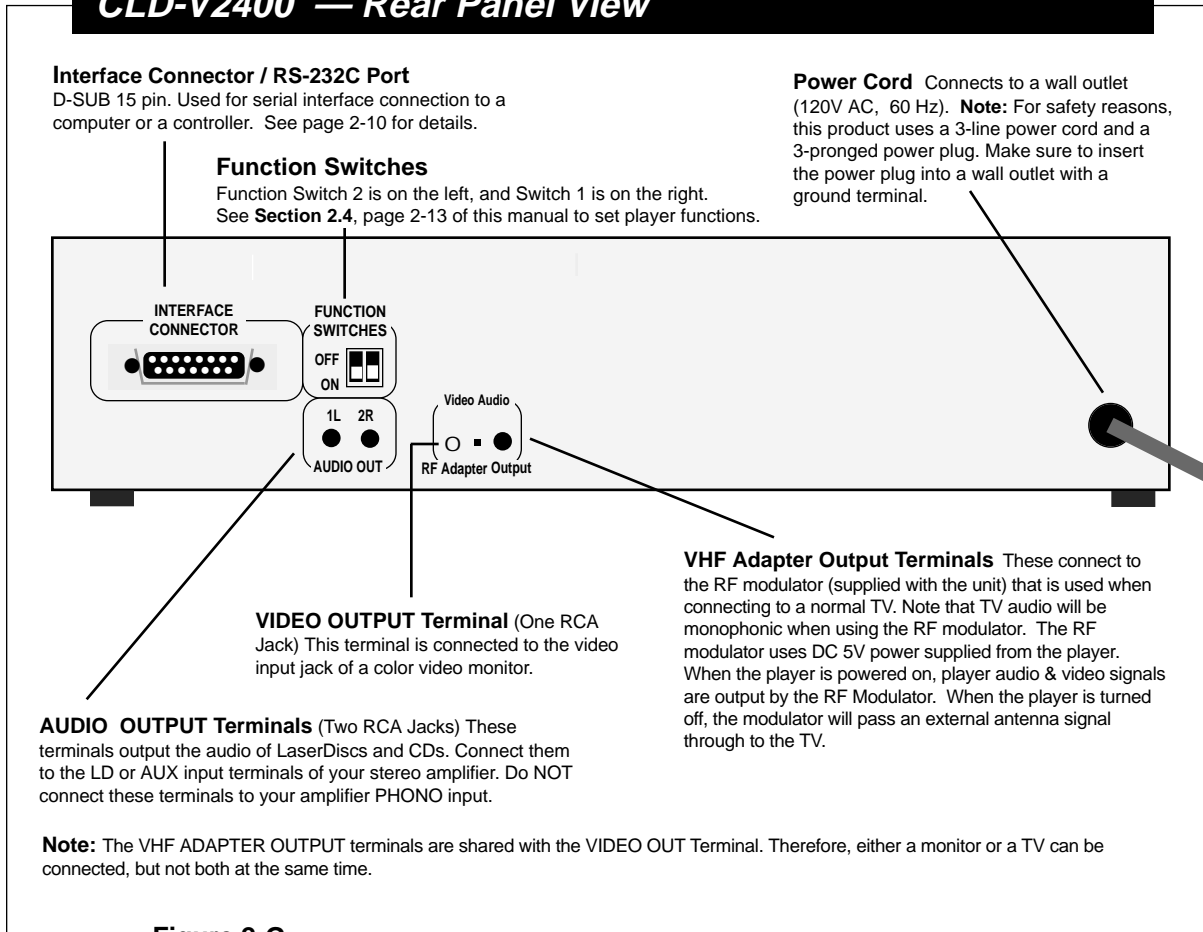 CLD-V2400 — Rear Panel View
Interface Connector / RS-232C Port
D-SUB 15 pin. Used for serial interface connection to a
computer or a controller. See page 2-10 for details.
Power Cord Connects to a wall outlet
(120V AC, 60 Hz). Note: For safety reasons,
this product uses a 3-line power cord and a
3-pronged power plug. Make sure to insert
the power plug into a wall outlet with a
ground terminal.
Function Switches
Function Switch 2 is on the left, and Switch 1 is on the right.
See Section 2.4, page 2-13 of this manual to set player functions.
INTERFACE
CONNECTOR
FUNCTION
SWITCHES
OFF
ON
1L 2R
AUDIO OUT
Video Audio
RF Adapter Output
VHF Adapter Output Terminals These connect to
the RF modulator (supplied with the unit) that is used when
connecting to a normal TV. Note that TV audio will be
monophonic when using the RF modulator. The RF
modulator uses DC 5V power supplied from the player.
When the player is powered on, player audio & video signals
are output by the RF Modulator. When the player is turned
off, the modulator will pass an external antenna signal
through to the TV.
VIDEO OUTPUT Terminal (One RCA
Jack) This terminal is connected to the video
input jack of a color video monitor.
AUDIO OUTPUT Terminals (Two RCA Jacks) These
terminals output the audio of LaserDiscs and CDs. Connect them
to the LD or AUX input terminals of your stereo amplifier. Do NOT
connect these terminals to your amplifier PHONO input.
Note: The VHF ADAPTER OUTPUT terminals are shared with the VIDEO OUT Terminal. Therefore, either a monitor or a TV can be
connected, but not both at the same time.